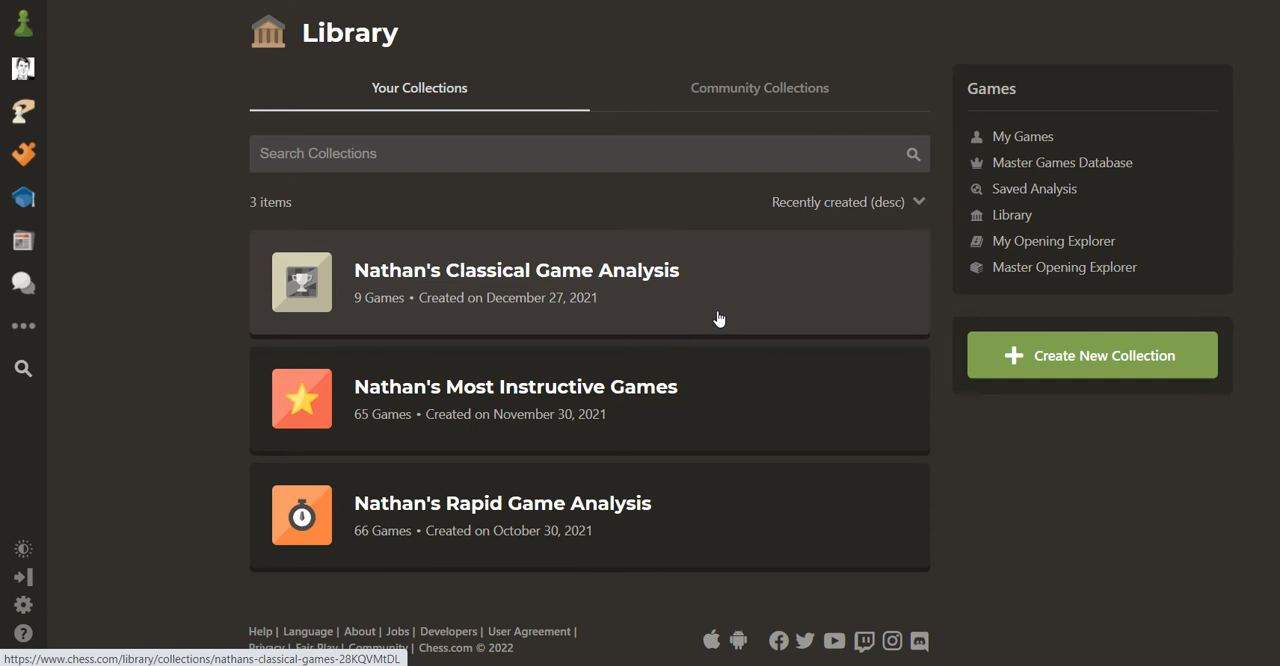 Library
Your Collections
Community Collections
Search Collections
3 items
Recently created (desc)
Nathan's Classical Game Analysis
9 Games • Created on December 27, 2021
Nathan's Most Instructive Games
65 Games • Created on November 30, 2021
Nathan's Rapid Game Analysis
66 Games • Created on October 30, 2021
Games
My Games
Master Games Database
Saved Analysis
Library
My Opening Explorer
Master Opening Explorer
Create New Collection
Help | Language | About | Jobs | Developers | User Agreement |
Privacy | Fair Play | Community | Chess.com © 2022
https://www.chess.com/library/collections/nathans-classical-games-28KQVMtDL